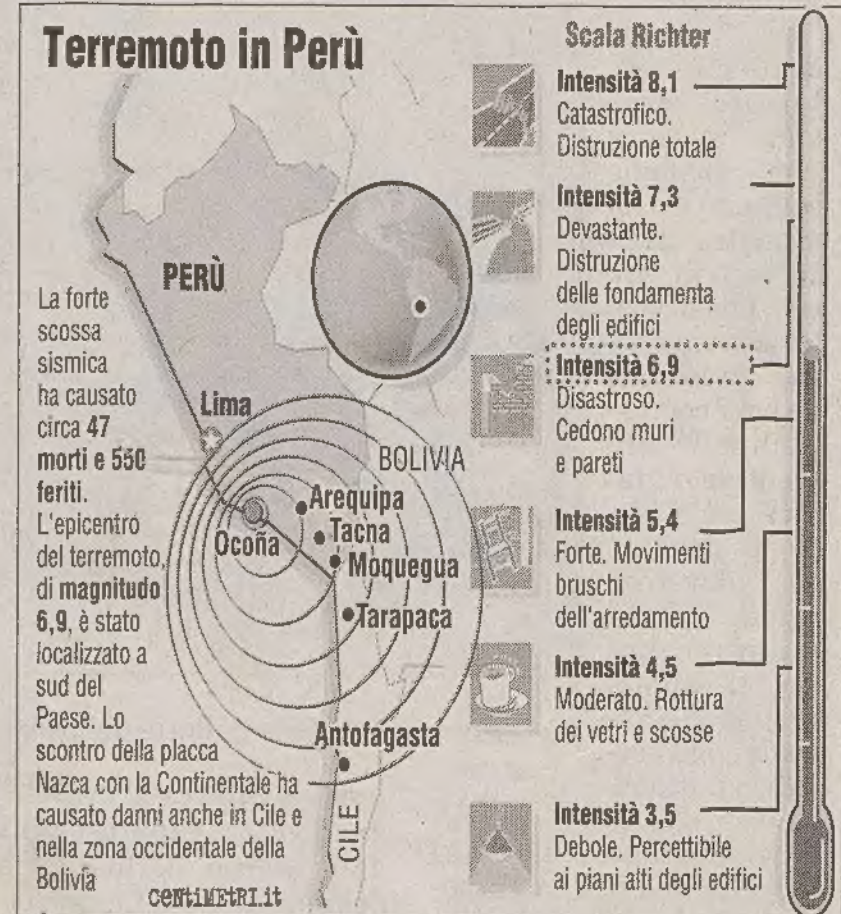 Terremoto in Perù
PERÙ
La forte
scossa
sismica
ha causato
circa 47
morti e 550
feriti.
L'epicentro
del terremoto,
di magnitudo
6,9, è stato
localizzato a
sud del
Paese. Lo
scontro della placca
Nazca con la Continentale ha
causato danni anche in Cile e
nella zona occidentale della
Bolivia
CENtiMEtRI.it
Lima
BOLIVIA
Arequipa
Ocoña
Tacna
Moquegua
Tarapaca
Antofagasta
CILE
Scala Richter
Intensità 8,1
Catastrofico.
Distruzione totale
Intensità 7,3
Devastante.
Distruzione
delle fondamenta
degli edifici
Intensità 6,9
Disastroso.
Cedono muri
e pareti
Intensità 5,4
Forte. Movimenti
bruschi
dell'arredamento
Intensità 4,5
Moderato. Rottura
dei vetri e scosse
Intensità 3,5
Debole. Percettibile
ai piani alti degli edifici